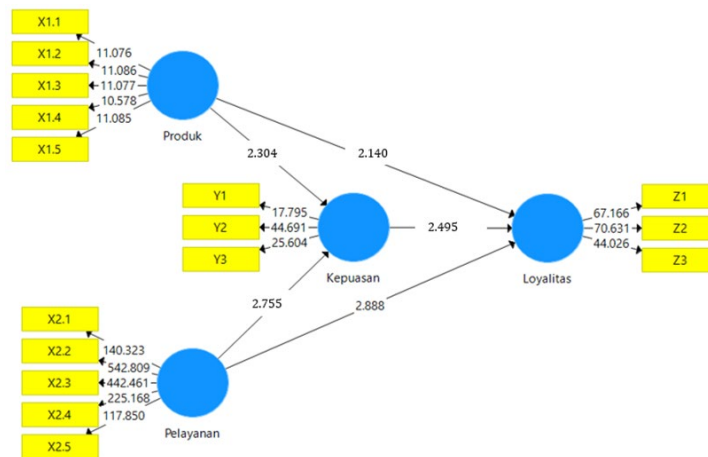 X1.1
X1.2
X1.3
X1.4
X1.5
11.076
11.086
11.077
10.578
11.085
Produk
2.304
2.140
Y1
Y2
Y3
17.795
44.691
25.604
Kepuasan
2.495
Loyalitas
67.166
70.631
44.026
Z1
Z2
Z3
2.755
2.888
X2.1
X2.2
X2.3
X2.4
X2.5
140.323
542.809
442.461
225.168
117.850
Pelayanan